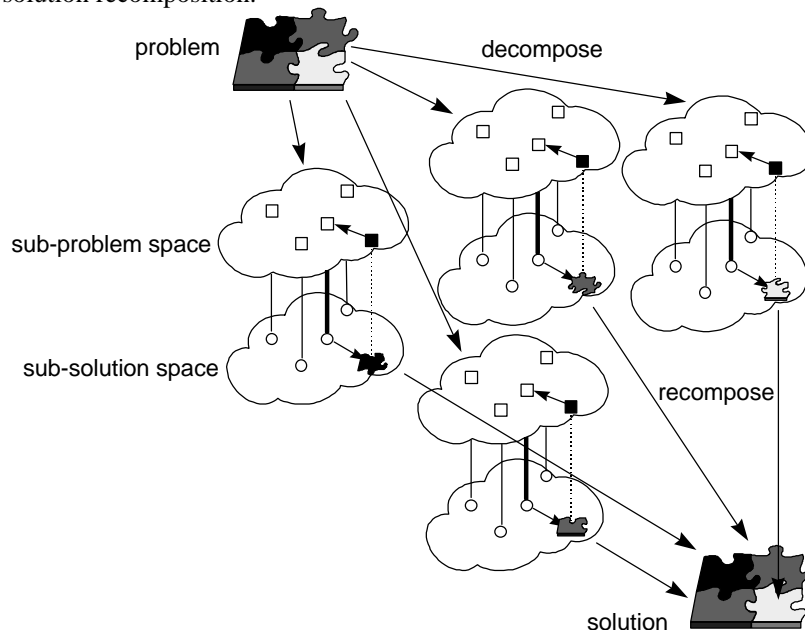 solution recomposition.
problem
decompose
sub-problem space
sub-solution space
recompose
solution